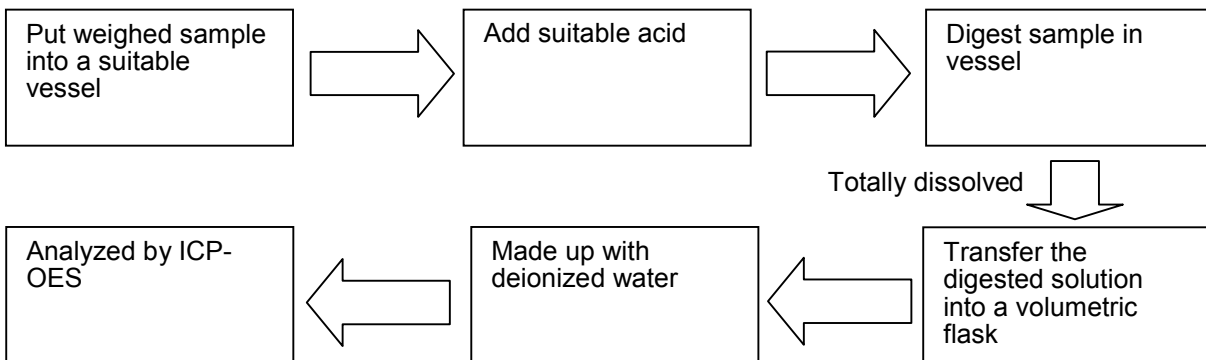 Put weighed sample
into a suitable
vessel
Add suitable acid
Digest sample in
vessel
Totally dissolved
Transfer the
digested solution
into a volumetric
flask
Made up with
deionized water
Analyzed by ICP-
OES